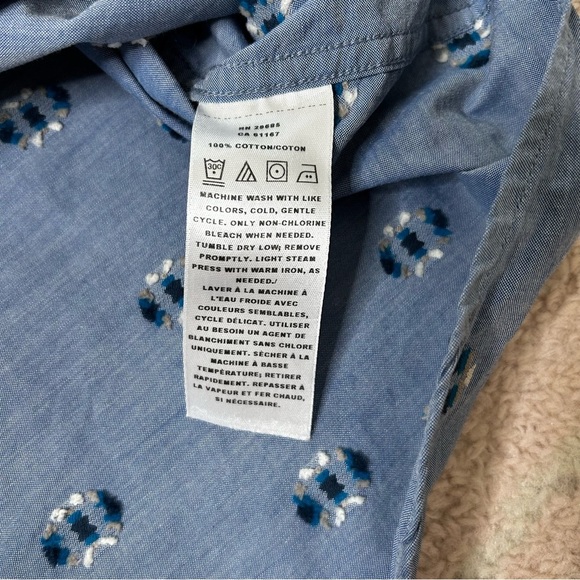 RN 29685
CA 51167
100% COTTON/COTON
30C
MACHINE WASH WITH LIKE
COLORS, COLD, GENTLE
CYCLE. ONLY NON-CHLORINE
BLEACH WHEN NEEDED.
TUMBLE DRY LOW; REMOVE
PROMPTLY. LIGHT STEAM
PRESS WITH WARM IRON, AS
NEEDED./
LAVER À LA MACHINE À
L'EAU FROIDE AVEC
COULEURS SEMBLABLES,
CYCLE DÉLICAT. UTILISER
AU BESOIN UN AGENT DE
BLANCHIMENT SANS CHLORE
UNIQUEMENT. SÉCHER À LA
MACHINE À BASSE
TEMPÉRATURE; RETIRER
RAPIDEMENT. REPASSER À
LA VAPEUR ET FER CHAUD,
SI NÉCESSAIRE.